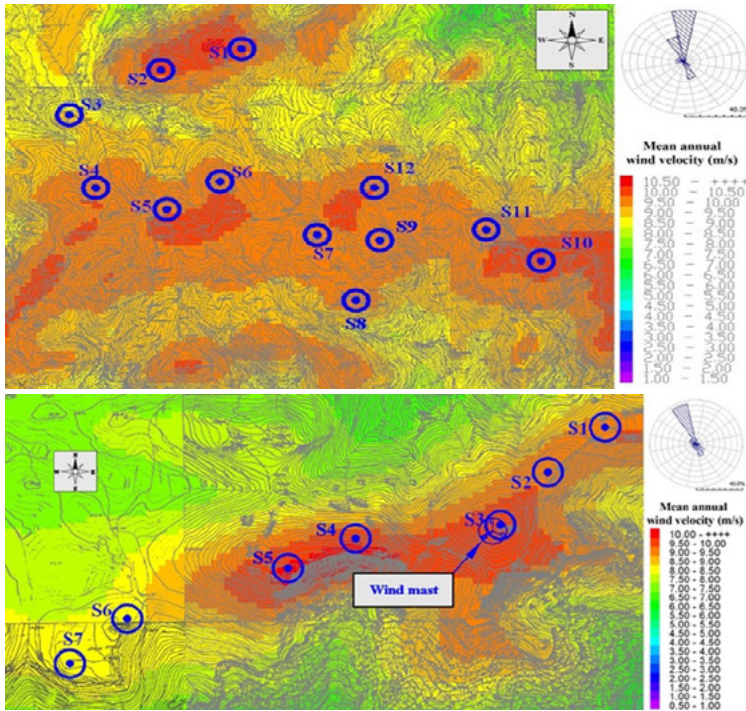 N
W E
S
S1
S2
S3
S4
S5
S6
S12
S7
S9
S11
S10
S8
40.0%
Mean annual
wind velocity (m/s)
10.50 - ++++
10.00 - 10.50
9.50 - 10.00
9.00 - 9.50
8.50 - 9.00
8.00 - 8.50
7.50 - 8.00
7.00 - 7.50
6.50 - 7.00
6.00 - 6.50
5.50 - 6.00
5.00 - 5.50
4.50 - 5.00
4.00 - 4.50
3.50 - 4.00
3.00 - 3.50
2.50 - 3.00
2.00 - 2.50
1.50 - 2.00
1.00 - 1.50
N
W E
S
S1
S2
S3
S4
S5
Wind mast
S6
S7
40.0%
Mean annual
wind velocity (m/s)
10.00 - ++++
9.50 - 10.00
9.00 - 9.50
8.50 - 9.00
8.00 - 8.50
7.50 - 8.00
7.00 - 7.50
6.50 - 7.00
6.00 - 6.50
5.50 - 6.00
5.00 - 5.50
4.50 - 5.00
4.00 - 4.50
3.50 - 4.00
3.00 - 3.50
2.50 - 3.00
2.00 - 2.50
1.50 - 2.00
1.00 - 1.50
0.50 - 1.00